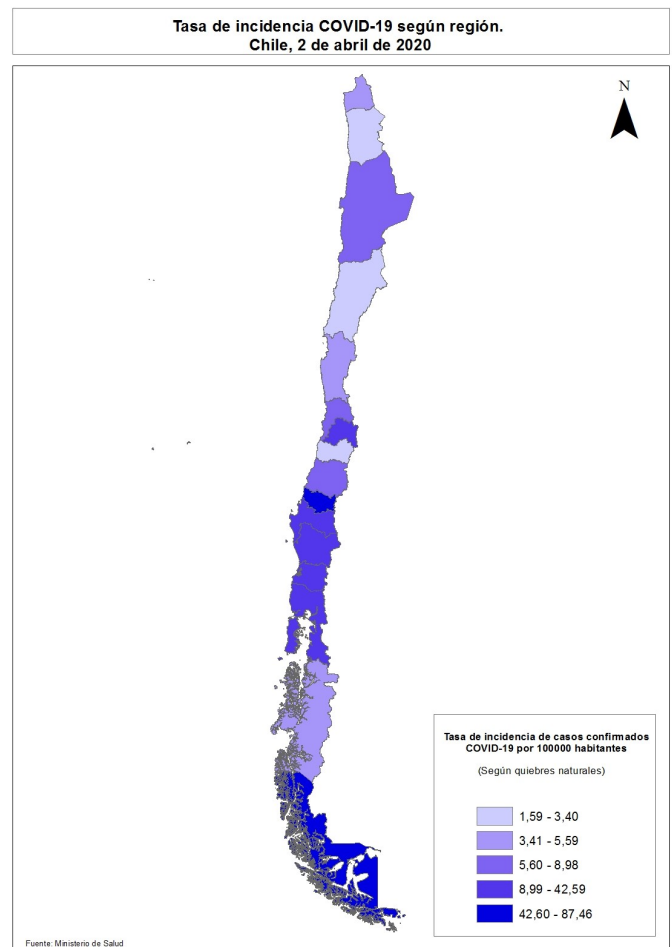 Tasa de incidencia COVID-19 según región.
Chile, 2 de abril de 2020
N
Tasa de incidencia de casos confirmados
COVID-19 por 100000 habitantes
(Según quiebres naturales)
1,59 - 3,40
3,41 - 5,59
5,60 - 8,98
8,99 - 42,59
42,60 - 87,46
Fuente: Ministerio de Salud